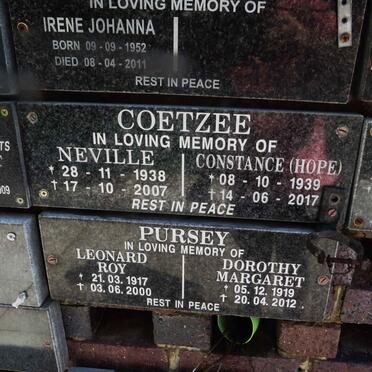 IN LOVING MEMORY OF
IRENE JOHANNA
BORN 09-09-1952
DIED 08-04-2011
REST IN PEACE
COETZEE
IN LOVING MEMORY OF
NEVILLE CONSTANCE (HOPE)
✝ 28-11-1938 ✝ 08-10-1939
✝ 17-10-2007 ✝ 14-06-2017
REST IN PEACE
PURSEY
IN LOVING MEMORY OF
LEONARD ROY
✝ 21.03.1917
✝ 03.06.2000
DOROTHY MARGARET
✝ 05.12.1919
✝ 20.04.2012
REST IN PEACE